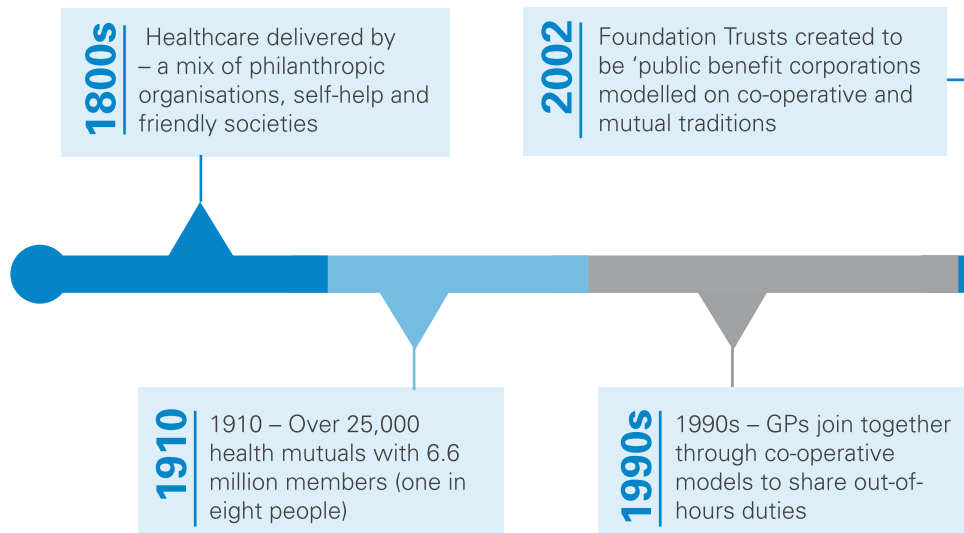 1800s
Healthcare delivered by
– a mix of philanthropic
organisations, self-help and
friendly societies
2002
Foundation Trusts created to
be ‘public benefit corporations
modelled on co-operative and
mutual traditions
1910
1910 – Over 25,000
health mutuals with 6.6
million members (one in
eight people)
1990s
1990s – GPs join together
through co-operative
models to share out-of-
hours duties